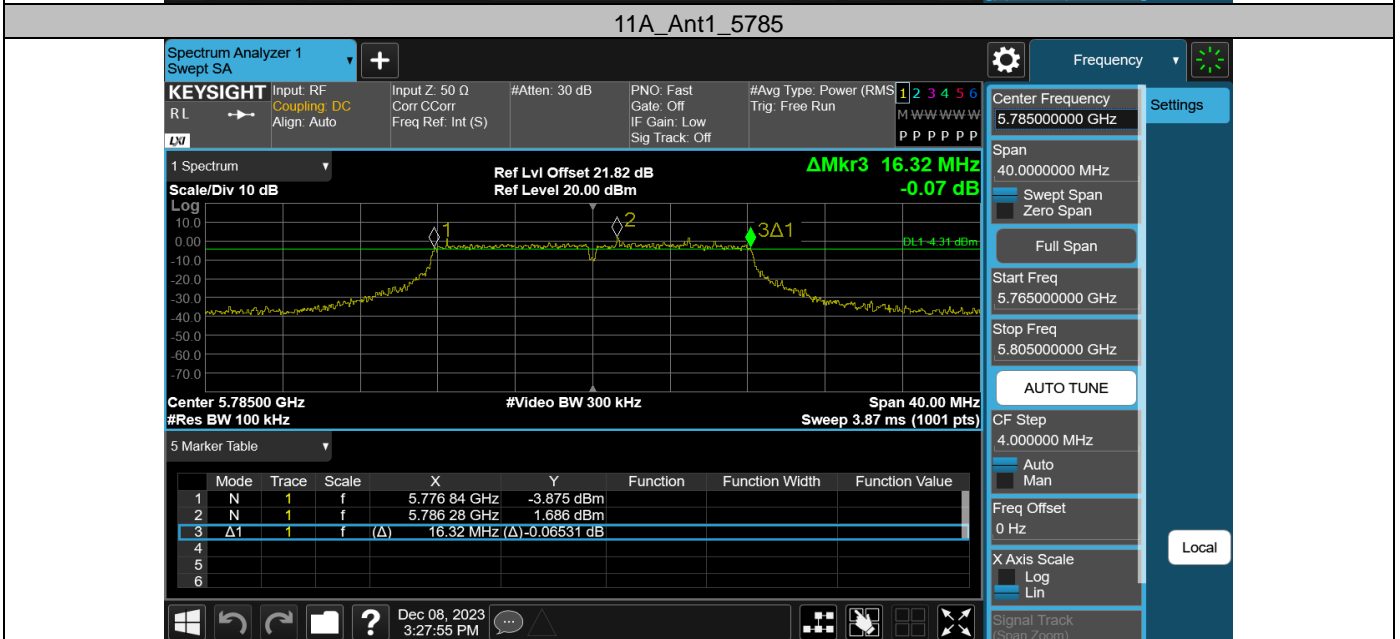 11A_Ant1_5785
Spectrum Analyzer 1
Swept SA
+
Frequency
KEYSIGHT
R L
LXI
Input: RF
Coupling: DC
Align: Auto
Input Z: 50 Ω
Corr CCorr
Freq Ref: Int (S)
#Atten: 30 dB
PNO: Fast
Gate: Off
IF Gain: Low
Sig Track: Off
#Avg Type: Power (RMS
Trig: Free Run
1 2 3 4 5 6
M W W W W W
P P P P P P
1 Spectrum
Scale/Div 10 dB
Ref Lvl Offset 21.82 dB
Ref Level 20.00 dBm
ΔMkr3 16.32 MHz
-0.07 dB
Log
10.0
0.00
-10.0
-20.0
-30.0
-40.0
-50.0
-60.0
-70.0
1
2
3Δ1
DL1 -4.31 dBm
Center 5.78500 GHz
#Video BW 300 kHz
Span 40.00 MHz
#Res BW 100 kHz
Sweep 3.87 ms (1001 pts)
5 Marker Table
Mode Trace Scale X Y Function Function Width Function Value
1 N 1 f 5.776 84 GHz -3.875 dBm
2 N 1 f 5.786 28 GHz 1.686 dBm
3 Δ1 1 f (Δ) 16.32 MHz (Δ)-0.06531 dB
4
5
6
?
Dec 08, 2023
3:27:55 PM
Center Frequency
5.785000000 GHz
Settings
Span
40.0000000 MHz
Swept Span
Zero Span
Full Span
Start Freq
5.765000000 GHz
Stop Freq
5.805000000 GHz
AUTO TUNE
CF Step
4.000000 MHz
Auto
Man
Freq Offset
0 Hz
X Axis Scale
Log
Lin
Local
Signal Track
(Span Zoom)